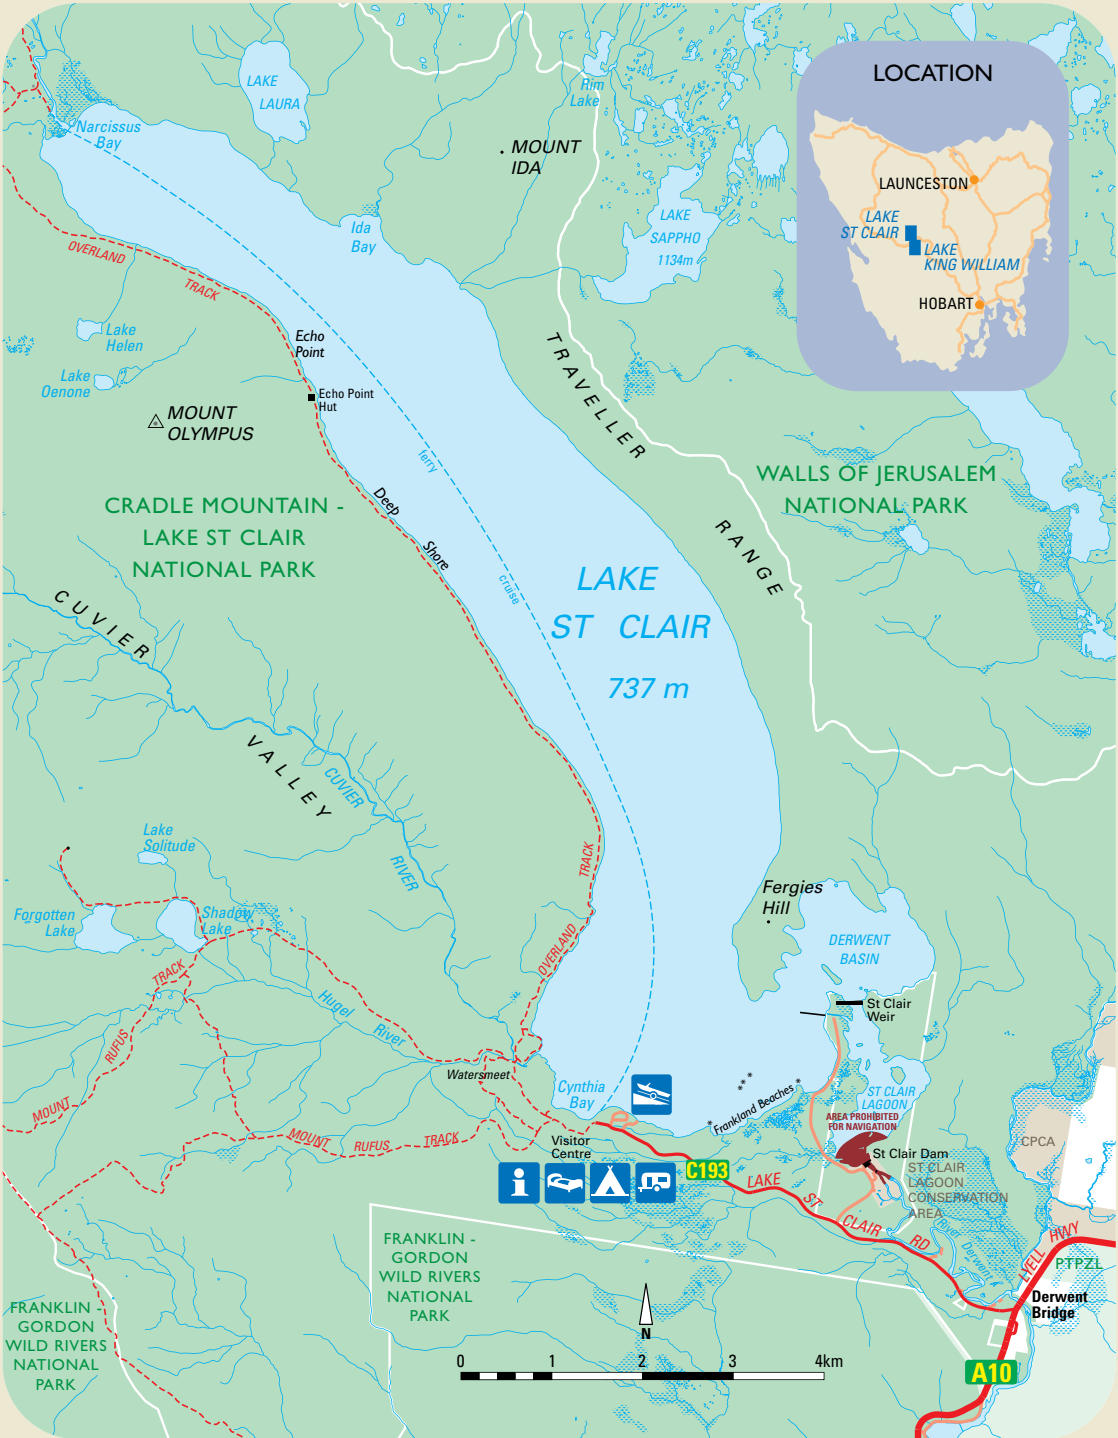 LOCATION
LAUNCESTON
LAKE
ST CLAIR
LAKE
KING WILLIAM
HOBART
LAKE
LAURA
Rim
Lake
Narcissus
Bay
MOUNT
IDA
Ida
Bay
LAKE
SAPPHO
1134m
OVERLAND
TRACK
Lake
Helen
Echo
Point
Lake
Oenone
Echo Point
Hut
MOUNT
OLYMPUS
TRAVELLER
RANGE
ferry
cruise
WALLS OF JERUSALEM
NATIONAL PARK
CRADLE MOUNTAIN -
LAKE ST CLAIR
NATIONAL PARK
Deep
Shore
LAKE
ST CLAIR
737 m
CUVIER
VALLEY
CUVIER
RIVER
Lake
Solitude
OVERLAND
TRACK
Forgotten
Lake
Shadow
Lake
Fergies
Hill
DERWENT
BASIN
MOUNT
RUFUS
TRACK
Hugel
River
St Clair
Weir
Watersmeet
Cynthia
Bay
* * *
* Frankland Beaches *
ST CLAIR
LAGOON
AREA PROHIBITED
FOR NAVIGATION
MOUNT
RUFUS
TRACK
Visitor
Centre
i
C193
LAKE
ST
CLAIR
RD
St Clair Dam
ST CLAIR
LAGOON
CONSERVATION
AREA
CPCA
River Derwent
LYELL HWY
PTPZL
Derwent
Bridge
A10
FRANKLIN -
GORDON
WILD RIVERS
NATIONAL
PARK
FRANKLIN -
GORDON
WILD RIVERS
NATIONAL
PARK
N
0 1 2 3 4km